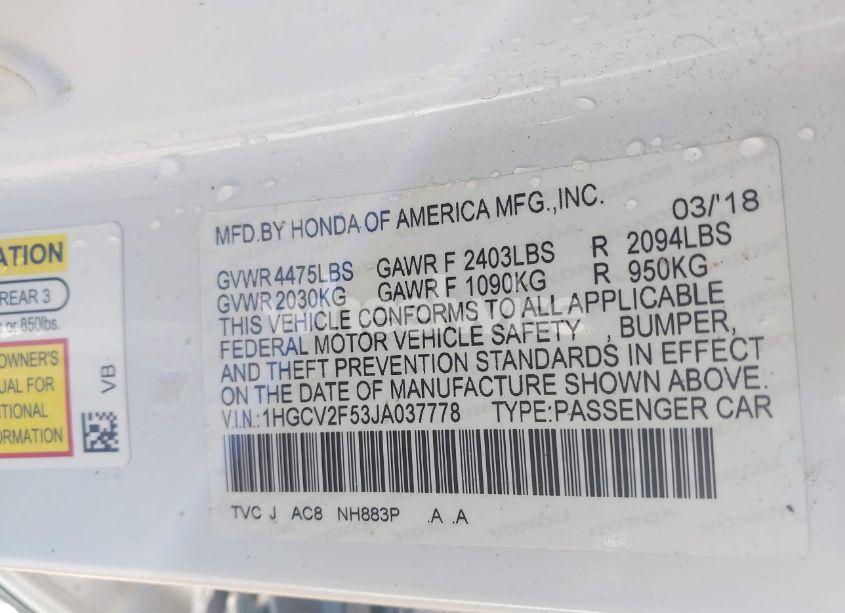 ATION
REAR 3
or 850lbs.
OWNER'S
UAL FOR
ITIONAL
ORMATION
VB
MFD.BY HONDA OF AMERICA MFG.,INC. 03/'18
GVWR 4475LBS GAWR F 2403LBS R 2094LBS
GVWR 2030KG GAWR F 1090KG R 950KG
THIS VEHICLE CONFORMS TO ALL APPLICABLE
FEDERAL MOTOR VEHICLE SAFETY , BUMPER,
AND THEFT PREVENTION STANDARDS IN EFFECT
ON THE DATE OF MANUFACTURE SHOWN ABOVE.
V.I.N.:1HGCV2F53JA037778 TYPE:PASSENGER CAR
TVC J AC8 NH883P .A .A